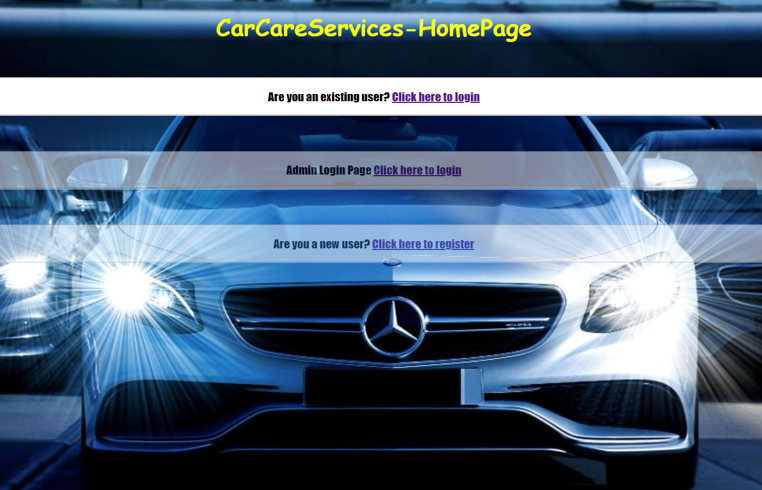 CarCareServices-HomePage
Are you an existing user? Click here to login
Admin Login Page Click here to login
Are you a new user? Click here to register